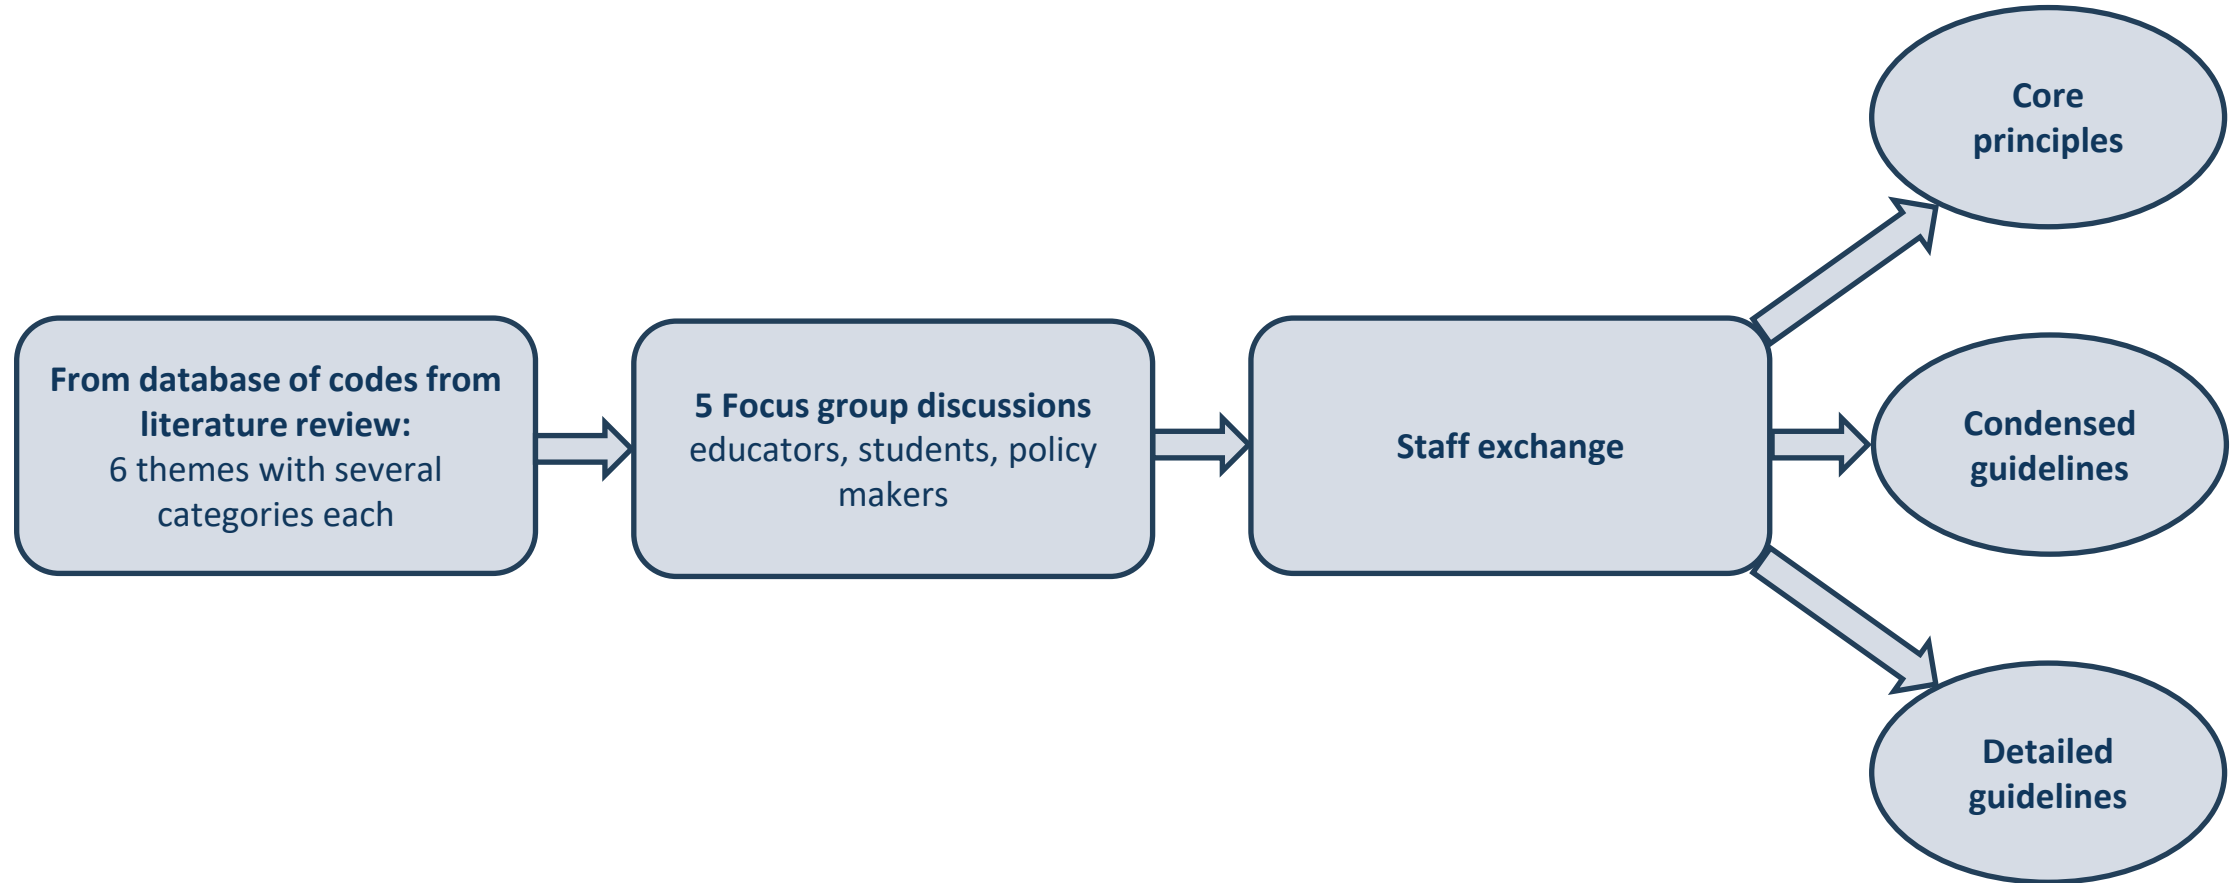 From database of codes from
literature review:
6 themes with several
categories each
5 Focus group discussions
educators, students, policy
makers
Staff exchange
Core
principles
Condensed
guidelines
Detailed
guidelines